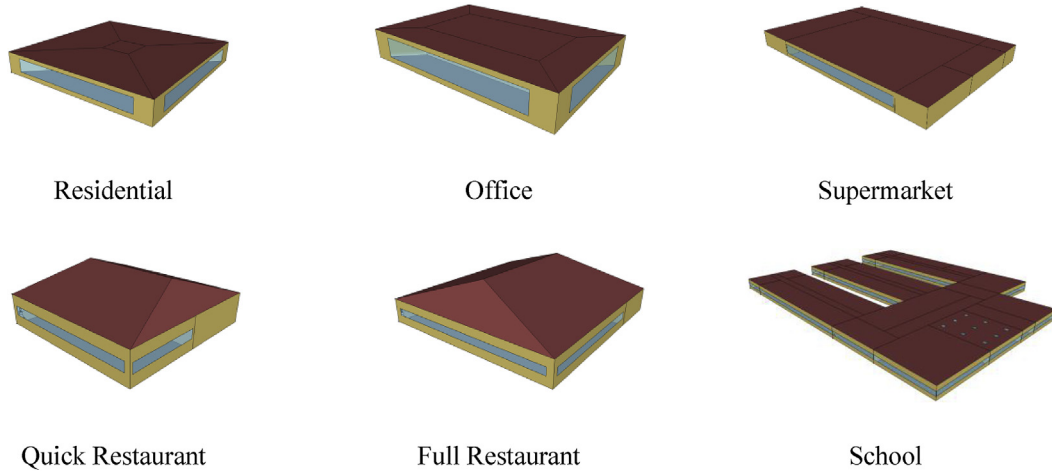 Residential
Office
Supermarket
Quick Restaurant
Full Restaurant
School